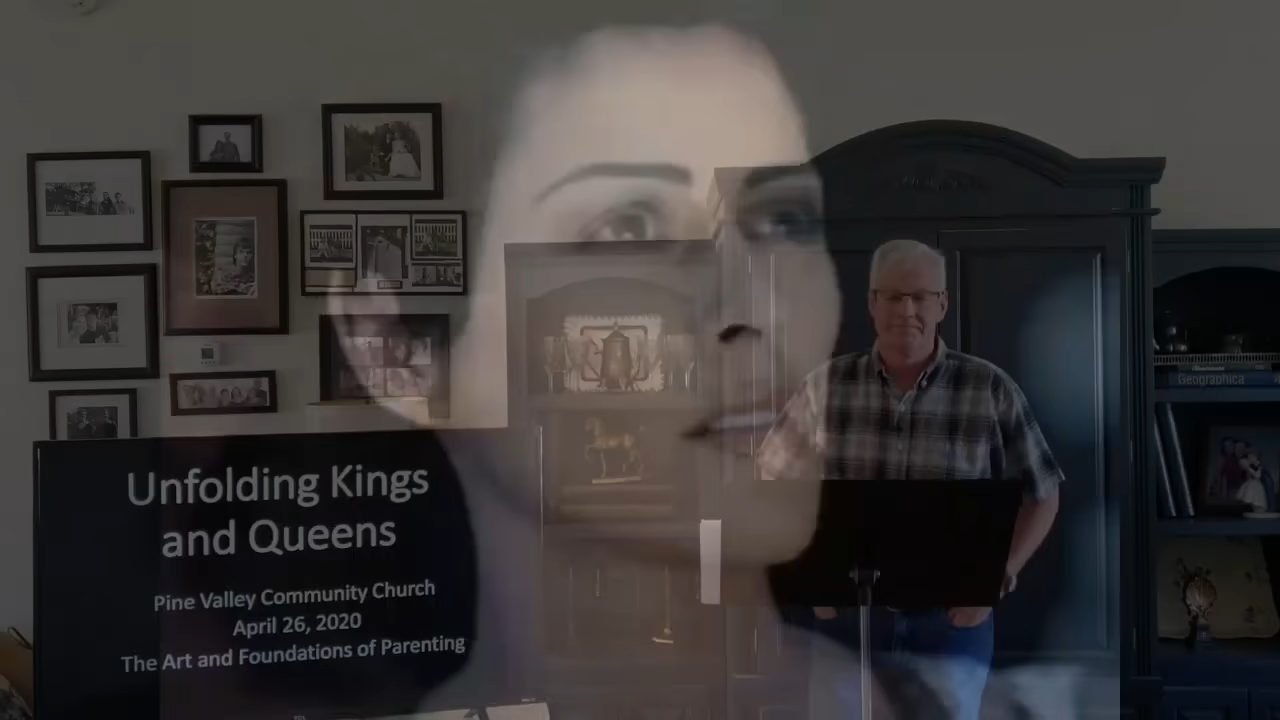 Unfolding Kings
and Queens
Pine Valley Community Church
April 26, 2020
The Art and Foundations of Parenting
Geographica